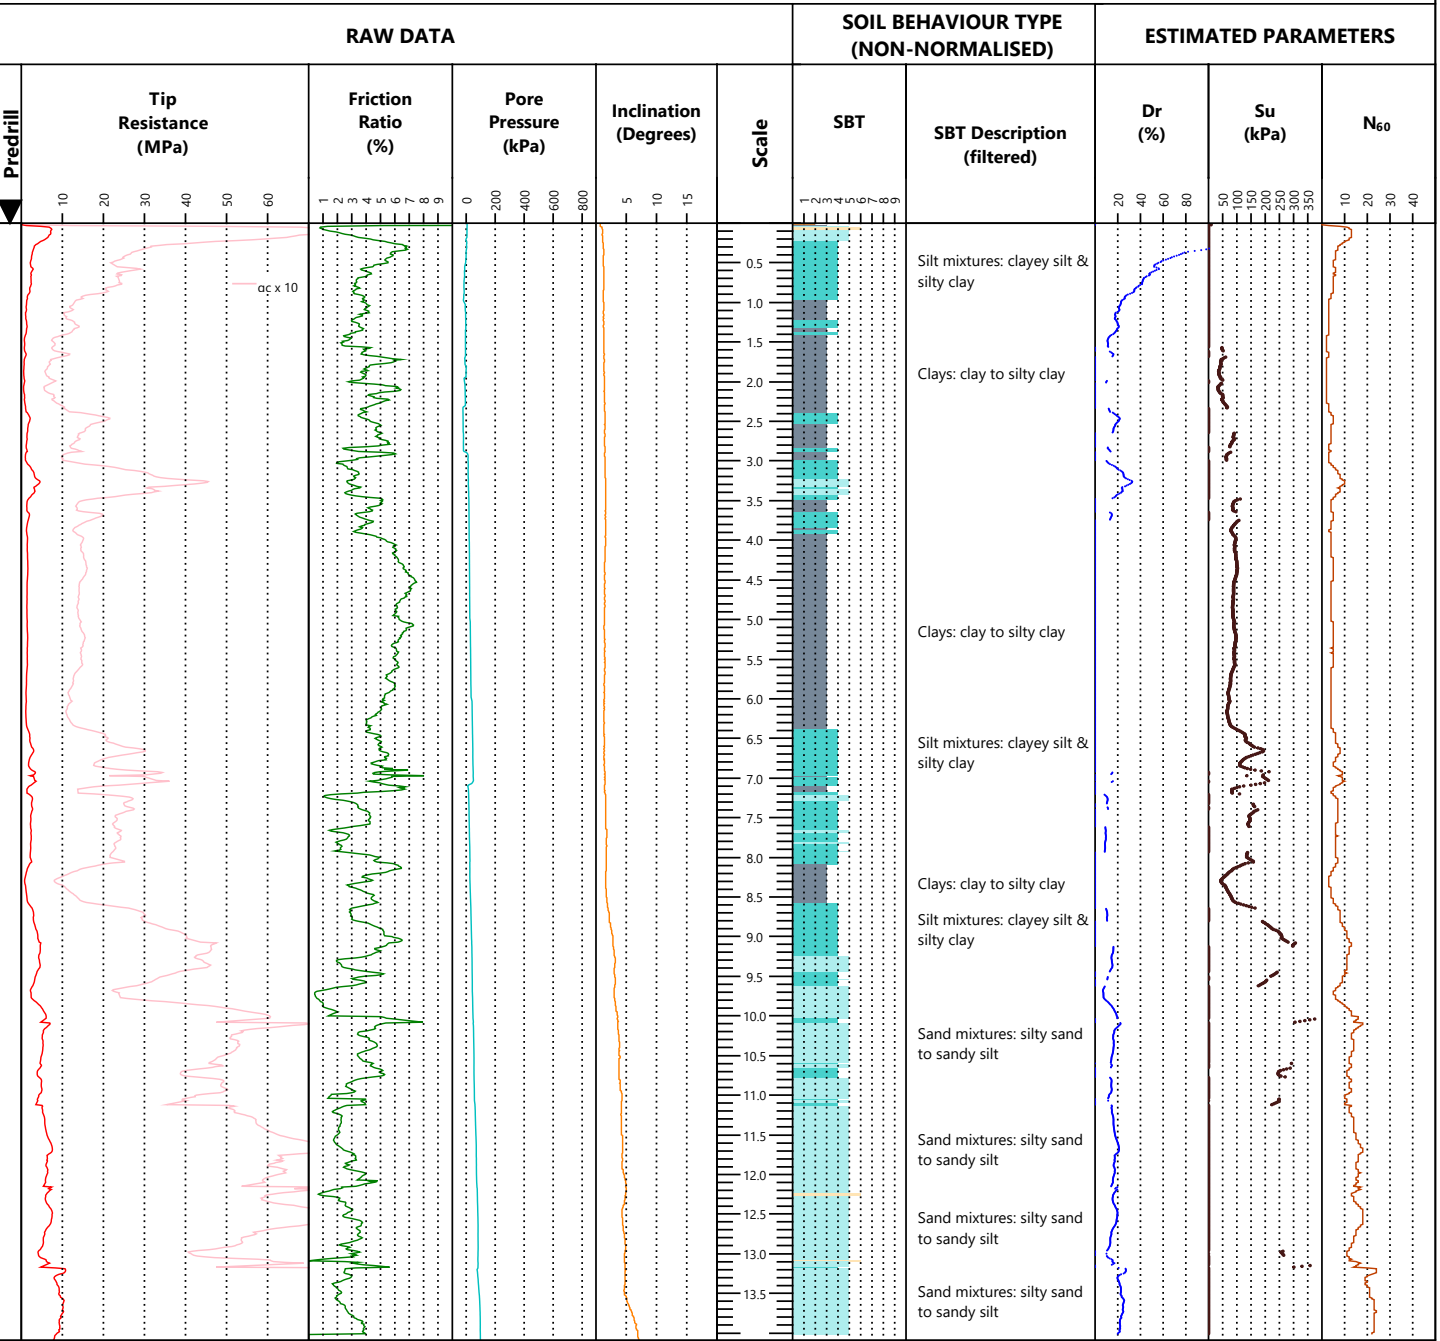 RAW DATA
SOIL BEHAVIOUR TYPE
(NON-NORMALISED)
ESTIMATED PARAMETERS
Predrill
Tip
Resistance
(MPa)
Friction
Ratio
(%)
Pore
Pressure
(kPa)
Inclination
(Degrees)
Scale
SBT
SBT Description
(filtered)
Dr
(%)
Su
(kPa)
N60
10 20 30 40 50 60
1 2 3 4 5 6 7 8 9
0 200 400 600 800
5 10 15
1 2 3 4 5 6 7 8 9
20 40 60 80
50 100 150 200 250 300 350
10 20 30 40
qc x 10
0.5
1.0
1.5
2.0
2.5
3.0
3.5
4.0
4.5
5.0
5.5
6.0
6.5
7.0
7.5
8.0
8.5
9.0
9.5
10.0
10.5
11.0
11.5
12.0
12.5
13.0
13.5
Silt mixtures: clayey silt &
silty clay
Clays: clay to silty clay
Clays: clay to silty clay
Silt mixtures: clayey silt &
silty clay
Clays: clay to silty clay
Silt mixtures: clayey silt &
silty clay
Sand mixtures: silty sand
to sandy silt
Sand mixtures: silty sand
to sandy silt
Sand mixtures: silty sand
to sandy silt
Sand mixtures: silty sand
to sandy silt